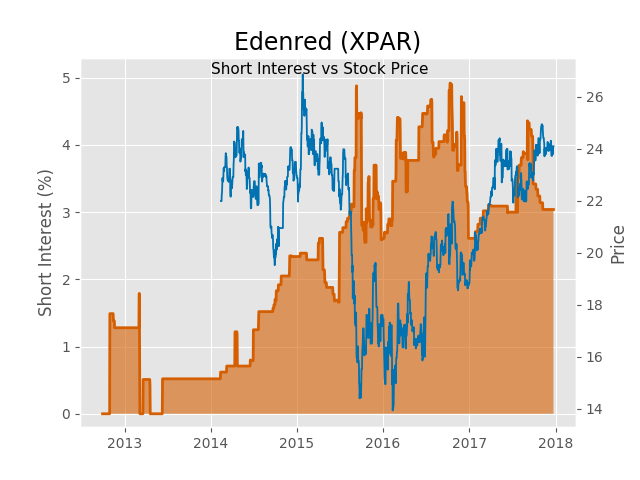 Edenred (XPAR)
Short Interest vs Stock Price
Short Interest (%)
5
4
3
2
1
0
26
24
22
20
18
16
14
Price
2013 2014 2015 2016 2017 2018